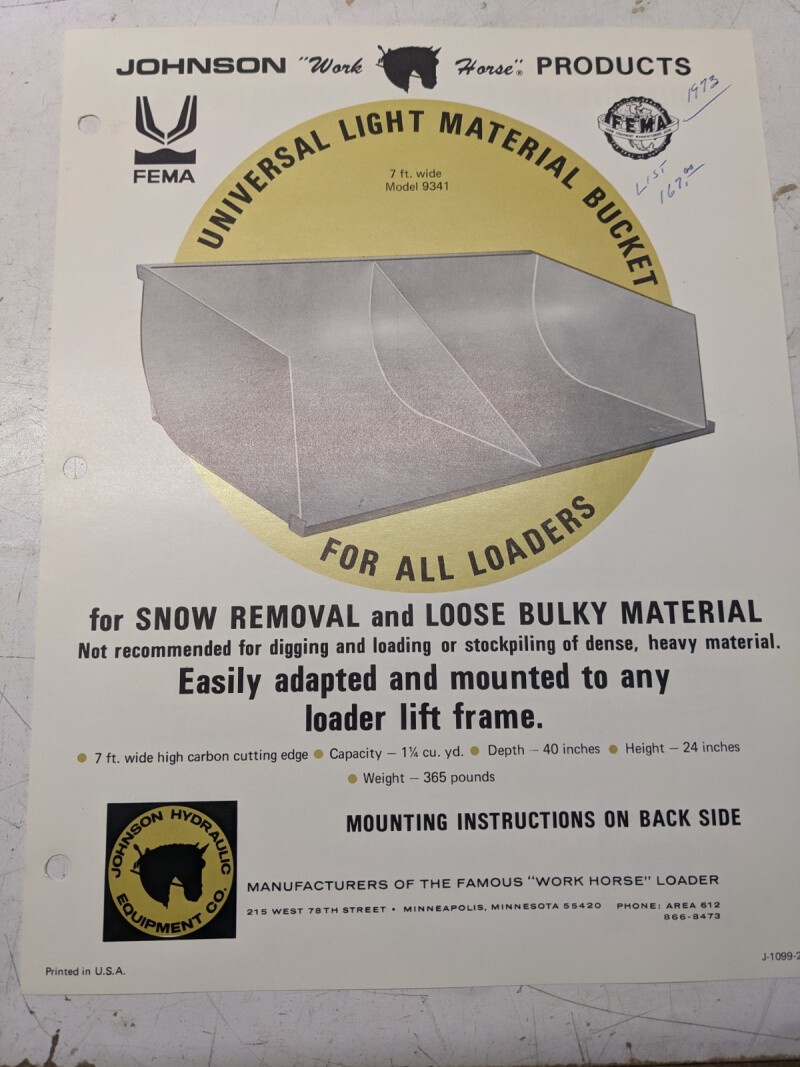 JOHNSON "Work Horse"® PRODUCTS
FEMA
FEMA
1973
LIST
167.00
UNIVERSAL LIGHT MATERIAL BUCKET
7 ft. wide
Model 9341
FOR ALL LOADERS
for SNOW REMOVAL and LOOSE BULKY MATERIAL
Not recommended for digging and loading or stockpiling of dense, heavy material.
Easily adapted and mounted to any
loader lift frame.
● 7 ft. wide high carbon cutting edge ● Capacity – 1¼ cu. yd. ● Depth – 40 inches ● Height – 24 inches
● Weight – 365 pounds
MOUNTING INSTRUCTIONS ON BACK SIDE
JOHNSON HYDRAULIC
EQUIPMENT CO.
MANUFACTURERS OF THE FAMOUS "WORK HORSE" LOADER
215 WEST 78TH STREET • MINNEAPOLIS, MINNESOTA 55420 PHONE: AREA 612
866-8473
J-1099-2
Printed in U.S.A.